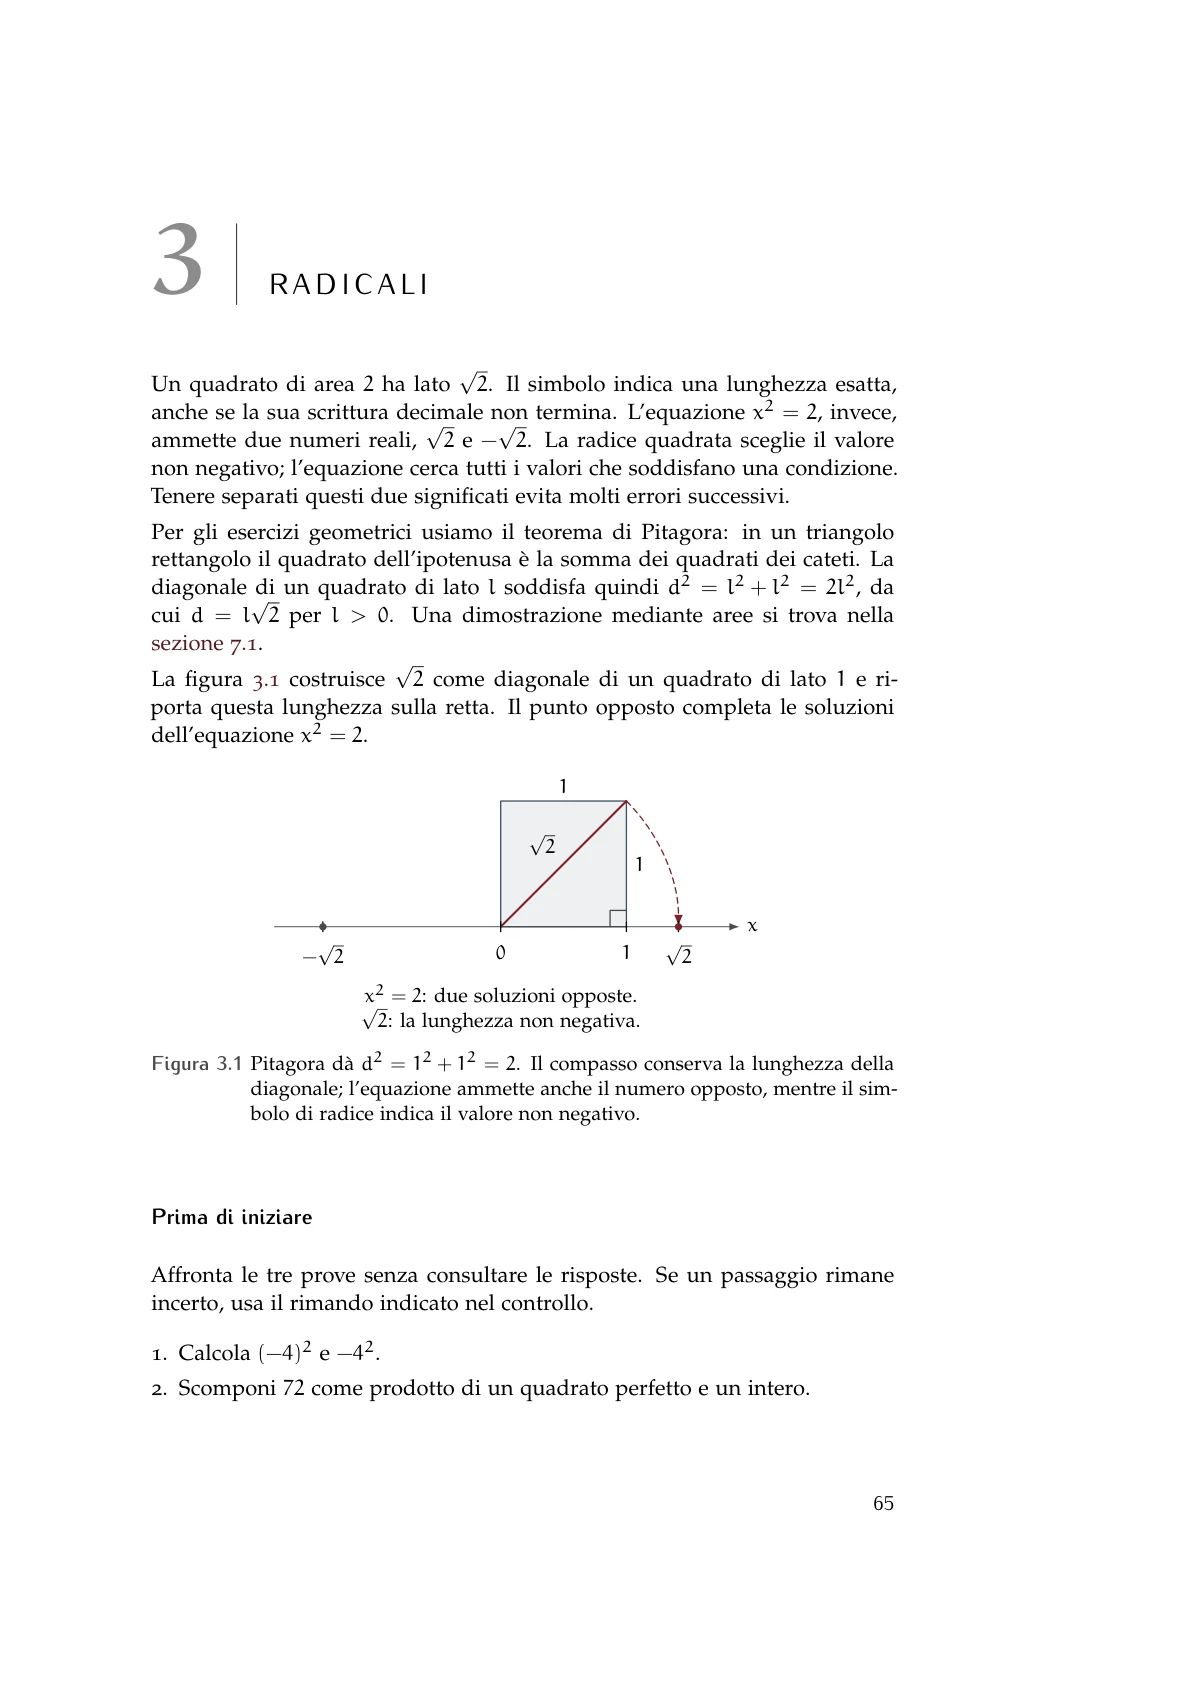 3
RADICALI
Un quadrato di area 2 ha lato √2. Il simbolo indica una lunghezza esatta,
anche se la sua scrittura decimale non termina. L'equazione x² = 2, invece,
ammette due numeri reali, √2 e −√2. La radice quadrata sceglie il valore
non negativo; l'equazione cerca tutti i valori che soddisfano una condizione.
Tenere separati questi due significati evita molti errori successivi.
Per gli esercizi geometrici usiamo il teorema di Pitagora: in un triangolo
rettangolo il quadrato dell'ipotenusa è la somma dei quadrati dei cateti. La
diagonale di un quadrato di lato l soddisfa quindi d² = l² + l² = 2l², da
cui d = l√2 per l > 0. Una dimostrazione mediante aree si trova nella
sezione 7.1.
La figura 3.1 costruisce √2 come diagonale di un quadrato di lato 1 e ri-
porta questa lunghezza sulla retta. Il punto opposto completa le soluzioni
dell'equazione x² = 2.
1
√2
1
x
−√2
0
1
√2
x² = 2: due soluzioni opposte.
√2: la lunghezza non negativa.
Figura 3.1 Pitagora dà d² = 1² + 1² = 2. Il compasso conserva la lunghezza della
diagonale; l'equazione ammette anche il numero opposto, mentre il sim-
bolo di radice indica il valore non negativo.
Prima di iniziare
Affronta le tre prove senza consultare le risposte. Se un passaggio rimane
incerto, usa il rimando indicato nel controllo.
1. Calcola (−4)² e −4².
2. Scomponi 72 come prodotto di un quadrato perfetto e un intero.
65